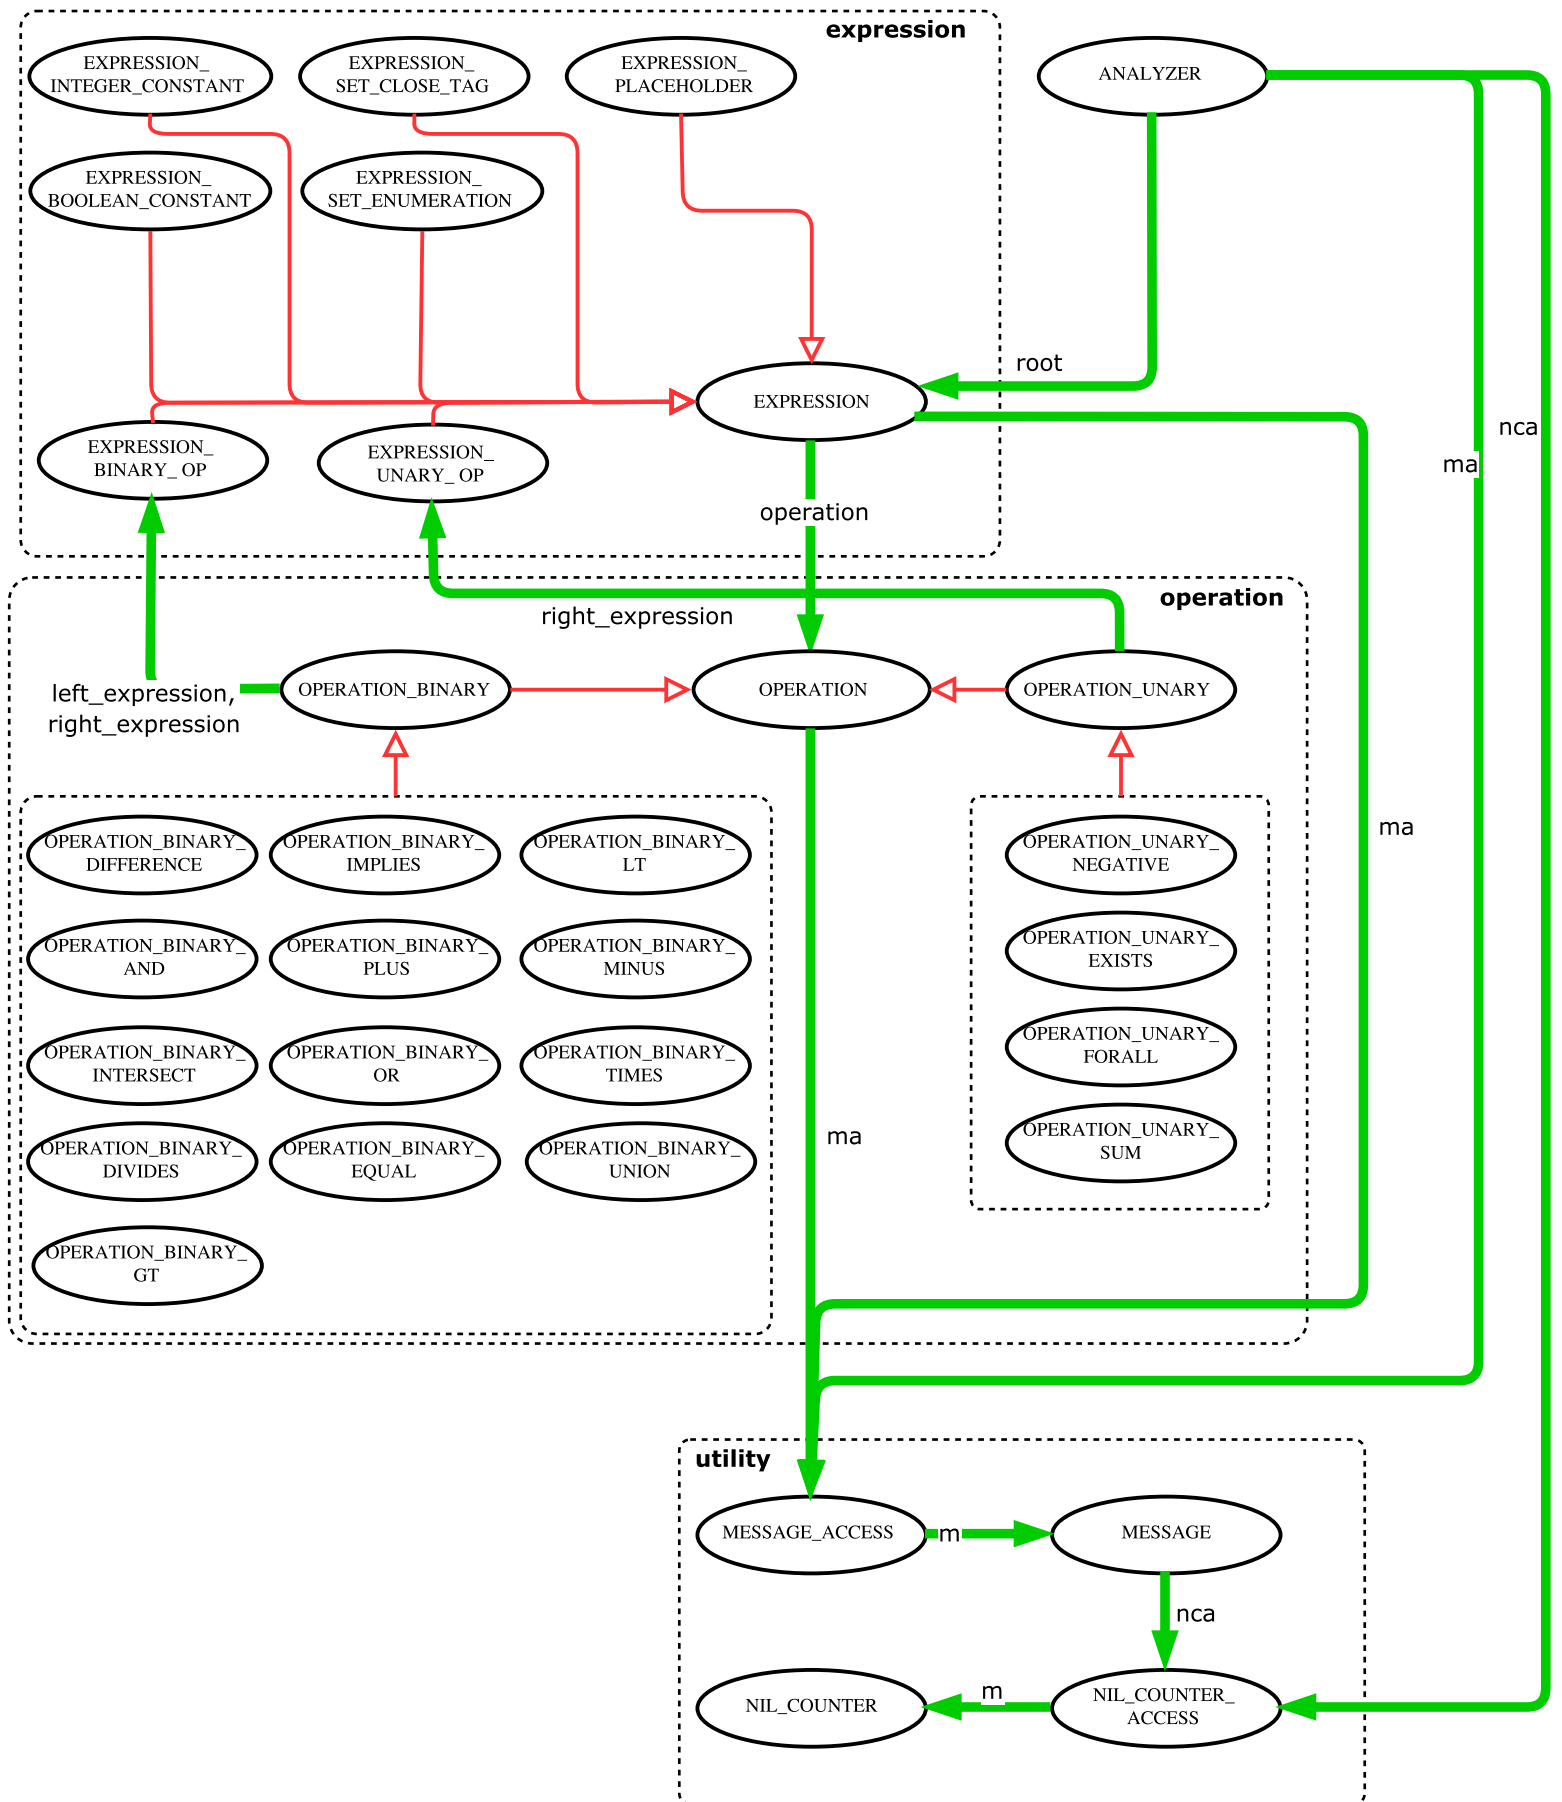 expression
EXPRESSION_
INTEGER_CONSTANT
EXPRESSION_
SET_CLOSE_TAG
EXPRESSION_
PLACEHOLDER
ANALYZER
EXPRESSION_
BOOLEAN_CONSTANT
EXPRESSION_
SET_ENUMERATION
root
EXPRESSION
nca
ma
EXPRESSION_
BINARY_ OP
EXPRESSION_
UNARY_ OP
operation
operation
right_expression
left_expression,
right_expression
OPERATION_BINARY
OPERATION
OPERATION_UNARY
ma
OPERATION_BINARY_
DIFFERENCE
OPERATION_BINARY_
IMPLIES
OPERATION_BINARY_
LT
OPERATION_UNARY_
NEGATIVE
OPERATION_BINARY_
AND
OPERATION_BINARY_
PLUS
OPERATION_BINARY_
MINUS
OPERATION_UNARY_
EXISTS
OPERATION_BINARY_
INTERSECT
OPERATION_BINARY_
OR
OPERATION_BINARY_
TIMES
OPERATION_UNARY_
FORALL
OPERATION_BINARY_
DIVIDES
OPERATION_BINARY_
EQUAL
OPERATION_BINARY_
UNION
ma
OPERATION_UNARY_
SUM
OPERATION_BINARY_
GT
utility
MESSAGE_ACCESS
m
MESSAGE
nca
NIL_COUNTER
m
NIL_COUNTER_
ACCESS